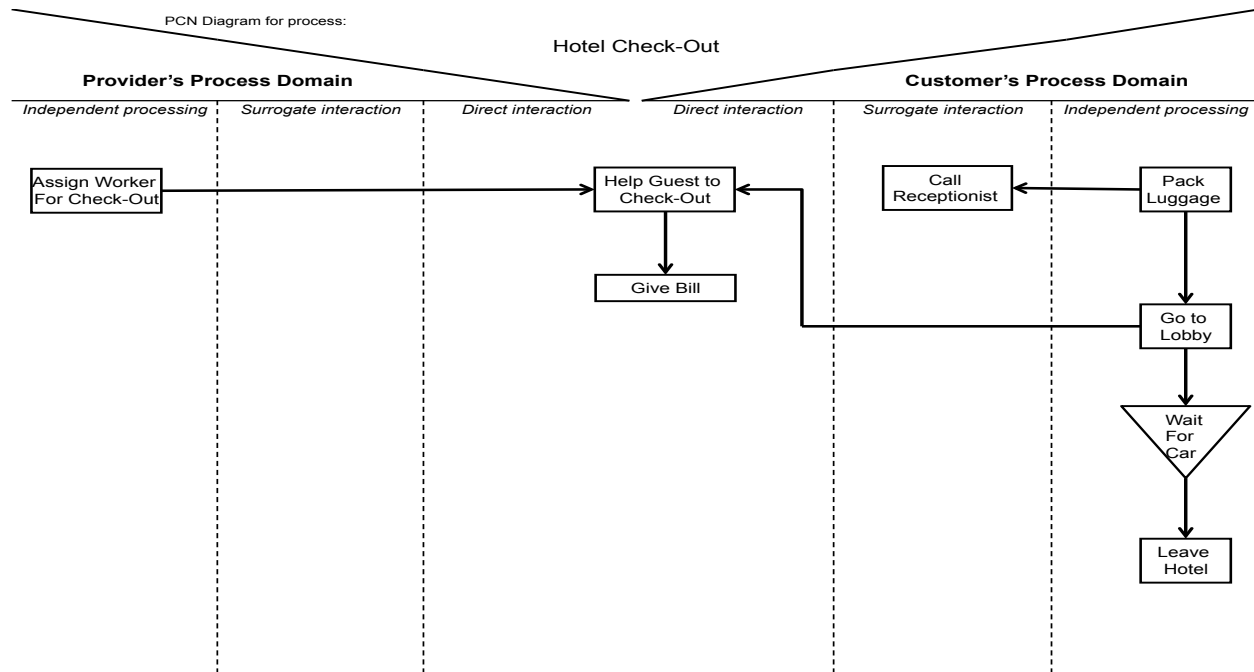 PCN Diagram for process:
Hotel Check-Out
Provider's Process Domain
Customer's Process Domain
Independent processing
Surrogate interaction
Direct interaction
Direct interaction
Surrogate interaction
Independent processing
Assign Worker
For Check-Out
Help Guest to
Check-Out
Call
Receptionist
Pack
Luggage
Give Bill
Go to
Lobby
Wait
For
Car
Leave
Hotel